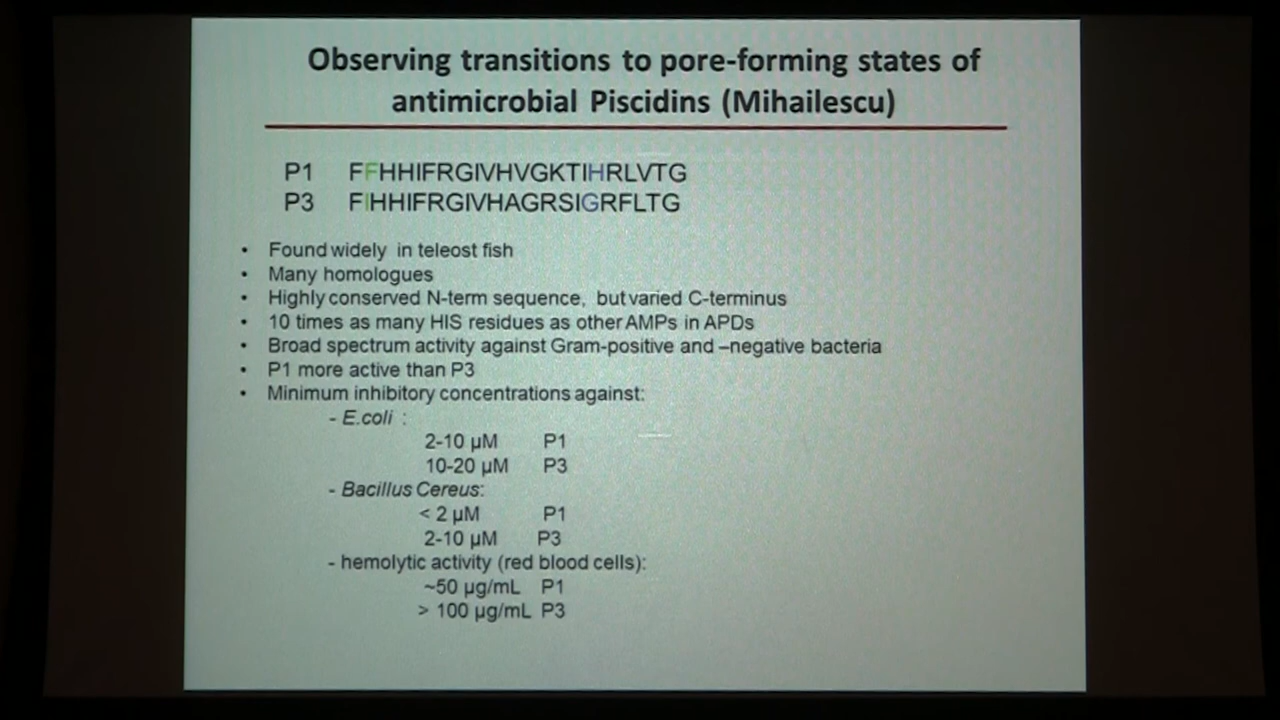 Observing transitions to pore-forming states of
antimicrobial Piscidins (Mihailescu)
P1 FFHHIFRGIVHVGKTIHRLVTG
P3 FIHHIFRGIVHAGRSIGRFLTG
• Found widely in teleost fish
• Many homologues
• Highly conserved N-term sequence, but varied C-terminus
• 10 times as many HIS residues as other AMPs in APDs
• Broad spectrum activity against Gram-positive and –negative bacteria
• P1 more active than P3
• Minimum inhibitory concentrations against:
- E.coli :
2-10 µM P1
10-20 µM P3
- Bacillus Cereus:
< 2 µM P1
2-10 µM P3
- hemolytic activity (red blood cells):
~50 µg/mL P1
> 100 µg/mL P3